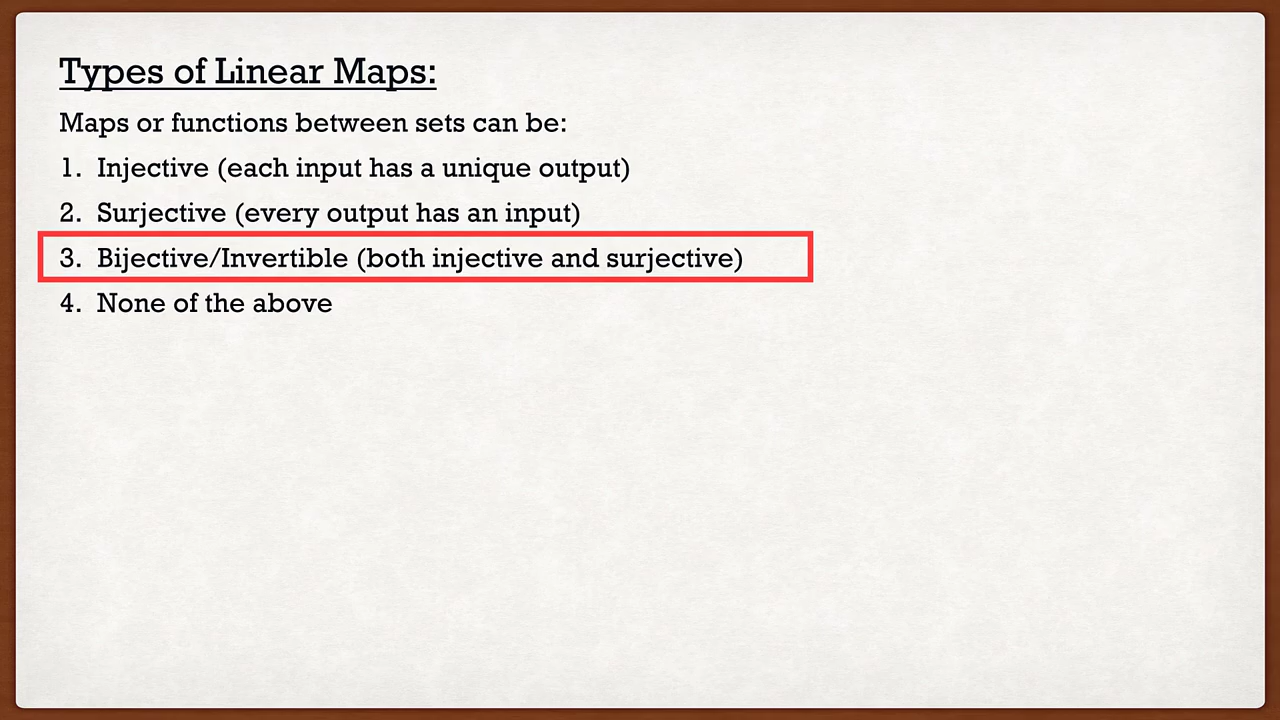 Types of Linear Maps:
Maps or functions between sets can be:
1. Injective (each input has a unique output)
2. Surjective (every output has an input)
3. Bijective/Invertible (both injective and surjective)
4. None of the above